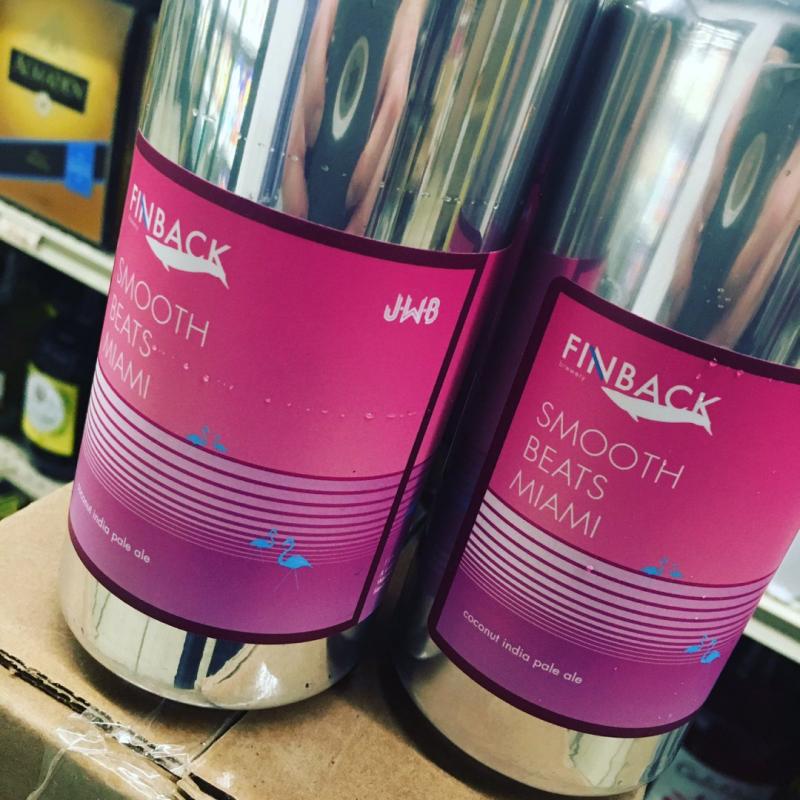 FINBACK
SMOOTH
BEATS
MIAMI
JWB
coconut india pale ale
FINBACK
brewery
SMOOTH
BEATS
MIAMI
coconut india pale ale